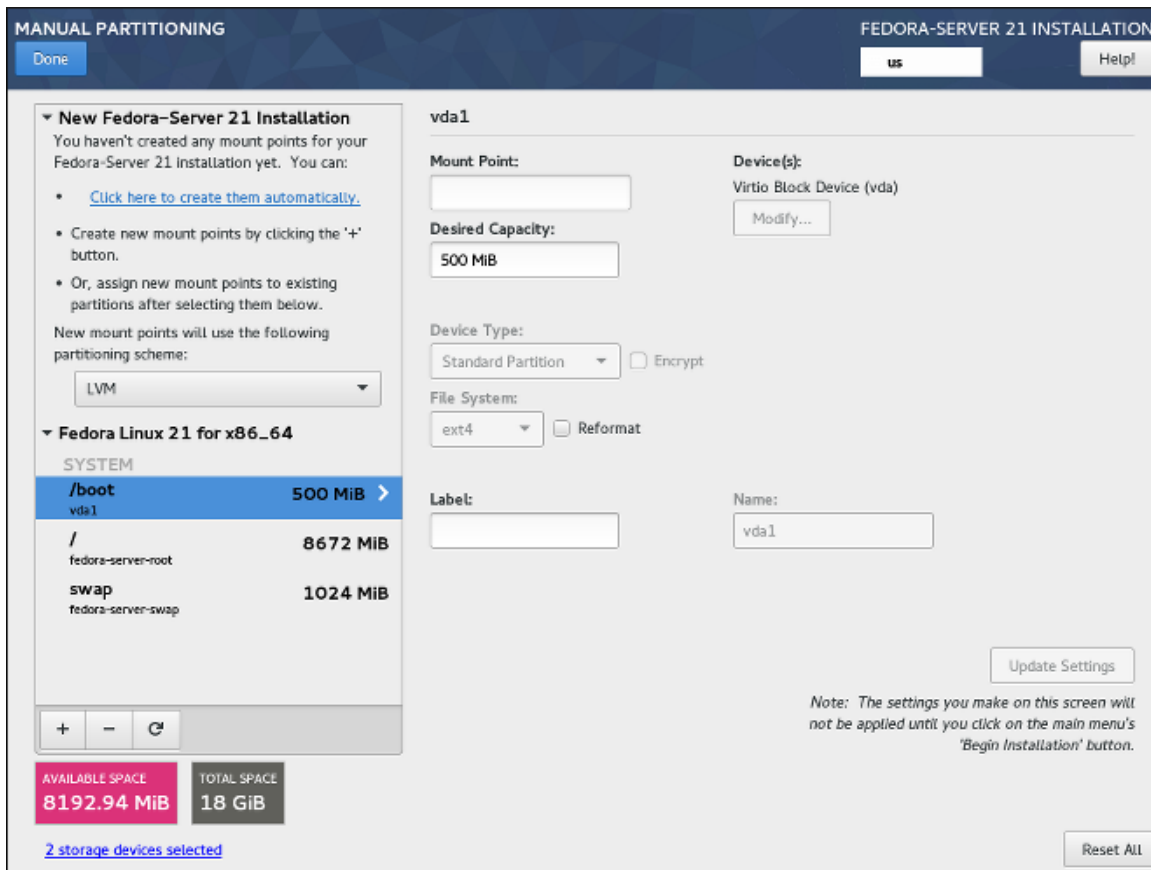 MANUAL PARTITIONING
FEDORA-SERVER 21 INSTALLATION
Done
us
Help!
New Fedora-Server 21 Installation
You haven't created any mount points for your
Fedora-Server 21 installation yet. You can:
• Click here to create them automatically.
• Create new mount points by clicking the '+'
button.
• Or, assign new mount points to existing
partitions after selecting them below.
New mount points will use the following
partitioning scheme:
LVM
Fedora Linux 21 for x86_64
SYSTEM
/boot
500 MiB
vda1
/
8672 MiB
fedora-server-root
swap
1024 MiB
fedora-server-swap
+ −
AVAILABLE SPACE
8192.94 MiB
TOTAL SPACE
18 GiB
2 storage devices selected
vda1
Mount Point:
Device(s):
Virtio Block Device (vda)
Modify...
Desired Capacity:
500 MiB
Device Type:
Standard Partition
Encrypt
File System:
ext4
Reformat
Label:
Name:
vda1
Update Settings
Note: The settings you make on this screen will
not be applied until you click on the main menu's
'Begin Installation' button.
Reset All